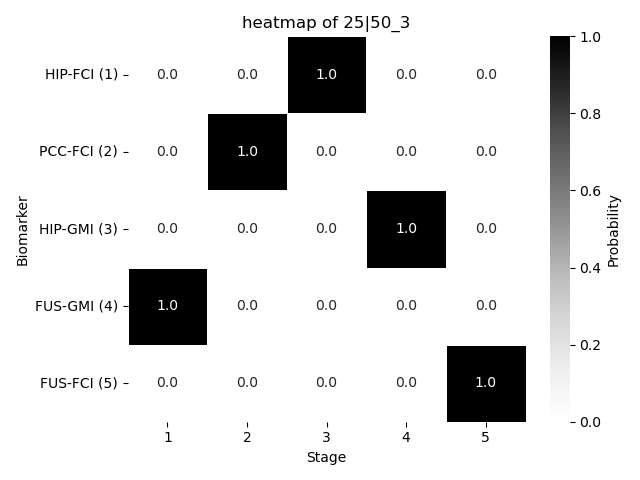 heatmap of 25|50_3
HIP-FCI (1)
0.0 0.0 1.0 0.0 0.0
PCC-FCI (2)
0.0 1.0 0.0 0.0 0.0
HIP-GMI (3)
0.0 0.0 0.0 1.0 0.0
FUS-GMI (4)
1.0 0.0 0.0 0.0 0.0
FUS-FCI (5)
0.0 0.0 0.0 0.0 1.0
1 2 3 4 5
Stage
Biomarker
1.0
0.8
0.6
0.4
0.2
0.0
Probability